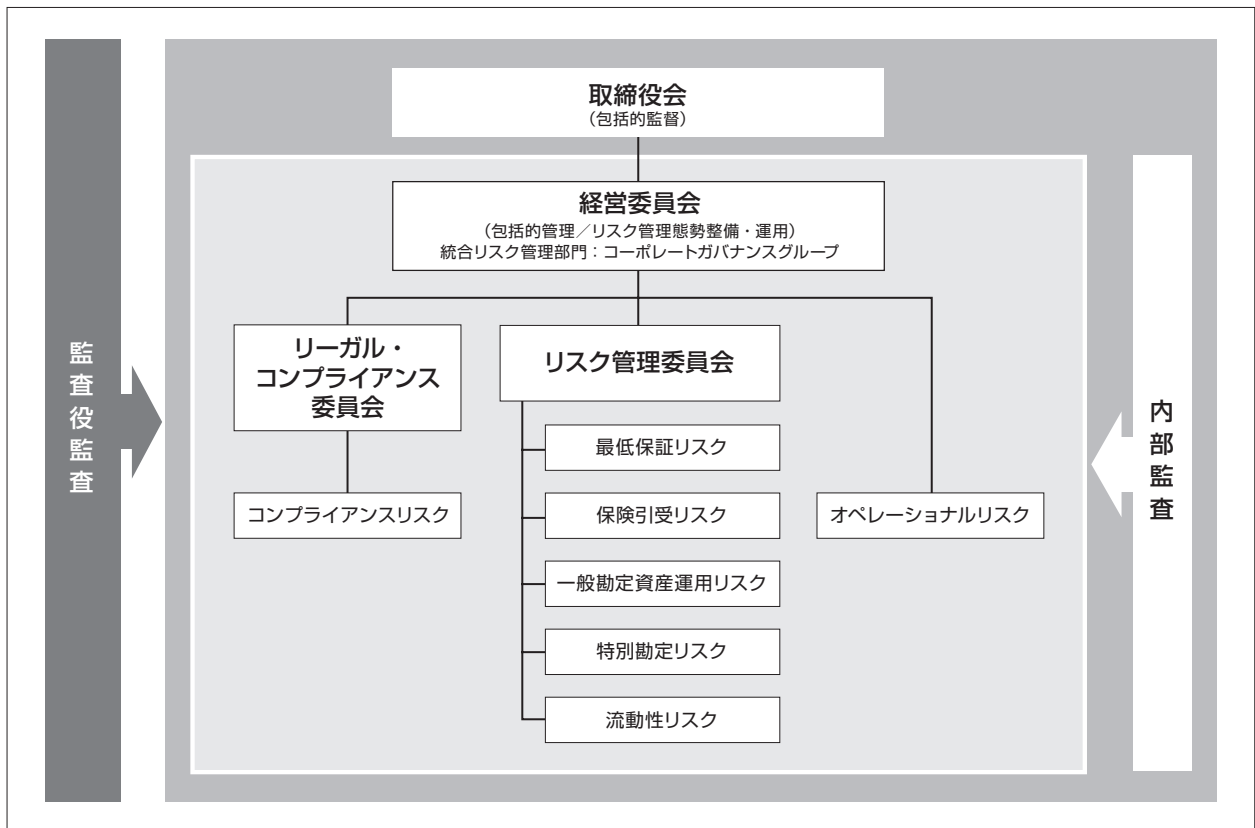 取締役会
（包括的監督）
経営委員会
（包括的管理／リスク管理態勢整備・運用）
統合リスク管理部門：コーポレートガバナンスグループ
リーガル・
コンプライアンス
委員会
リスク管理委員会
最低保証リスク
コンプライアンスリスク
保険引受リスク
オペレーショナルリスク
一般勘定資産運用リスク
特別勘定リスク
流動性リスク
監査役監査
内部監査